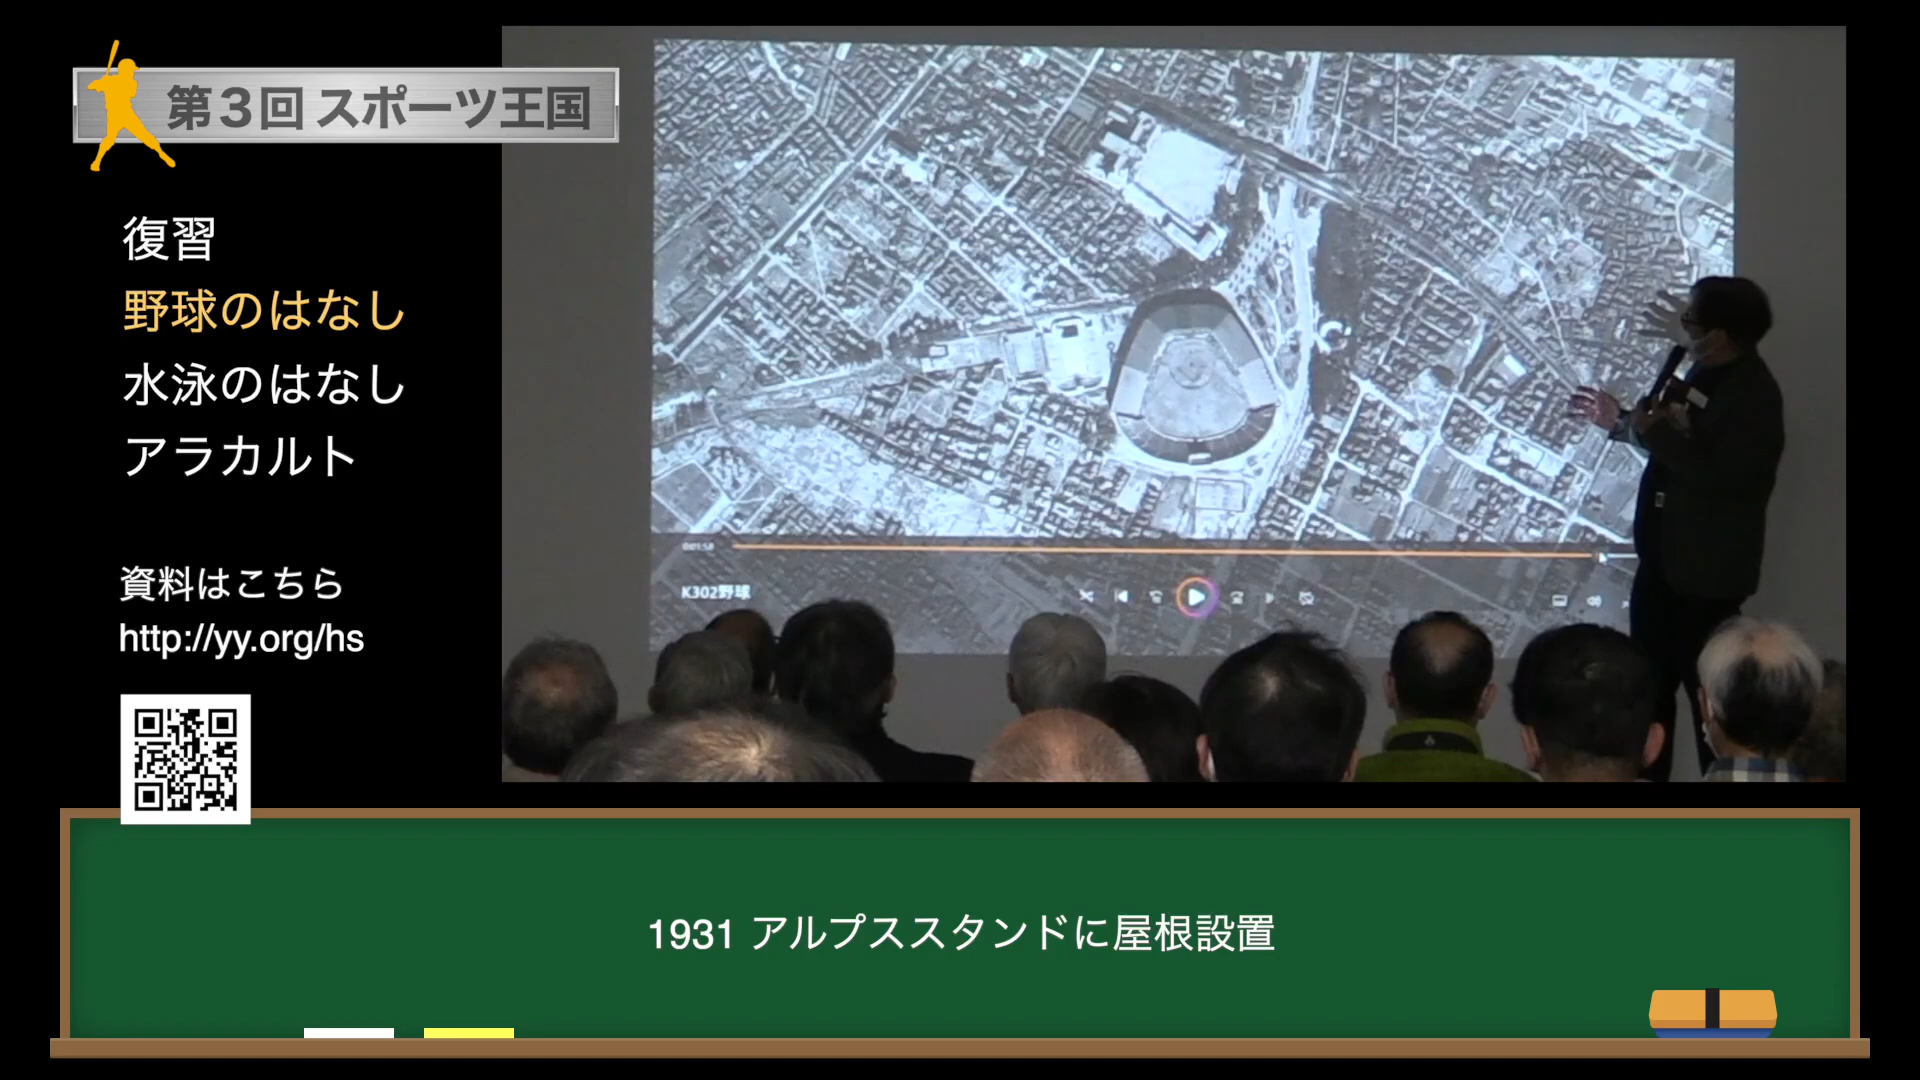 第3回 スポーツ王国
復習
野球のはなし
水泳のはなし
アラカルト
資料はこちら
http://yy.org/hs
0:01:58
K302野球
1931 アルプススタンドに屋根設置